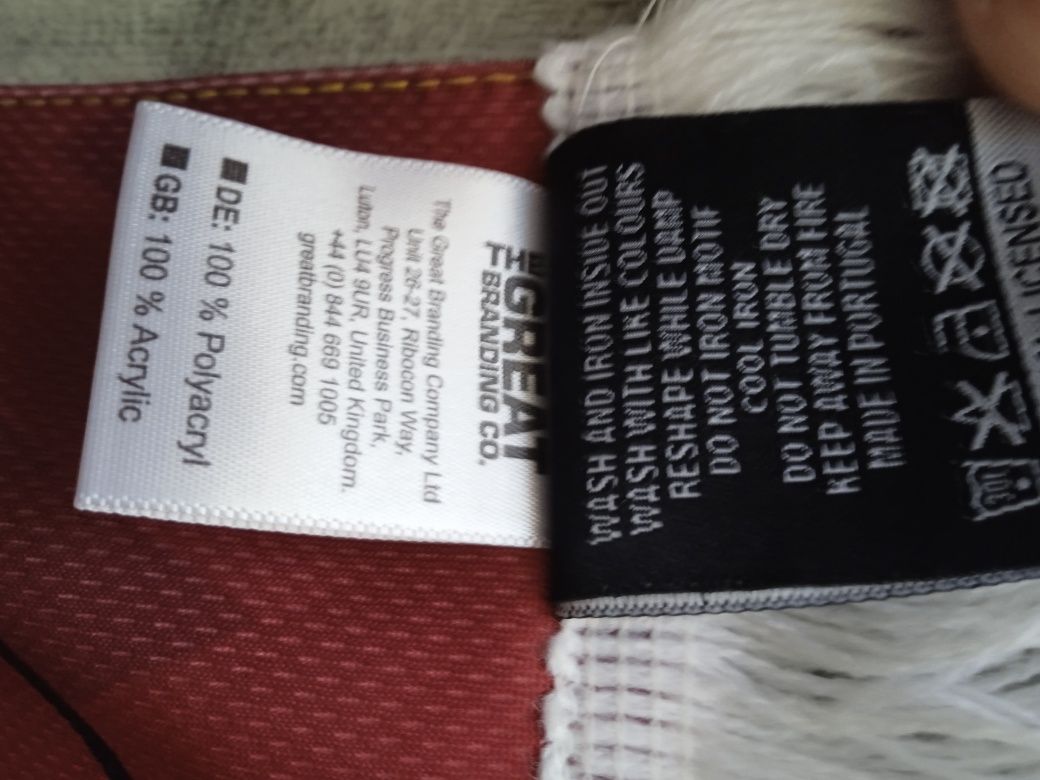 THE
GREAT
BRANDING CO.
The Great Branding Company Ltd
Unit 26-27, Ribocon Way,
Progress Business Park,
Luton, LU4 9UR, United Kingdom.
+44 (0) 844 669 1005
greatbranding.com
DE: 100 % Polyacryl
GB: 100 % Acrylic
WASH AND IRON INSIDE OUT
WASH WITH LIKE COLOURS
RESHAPE WHILE DAMP
DO NOT IRON MOTIF
COOL IRON
DO NOT TUMBLE DRY
KEEP AWAY FROM FIRE
MADE IN PORTUGAL
30
LICENSED